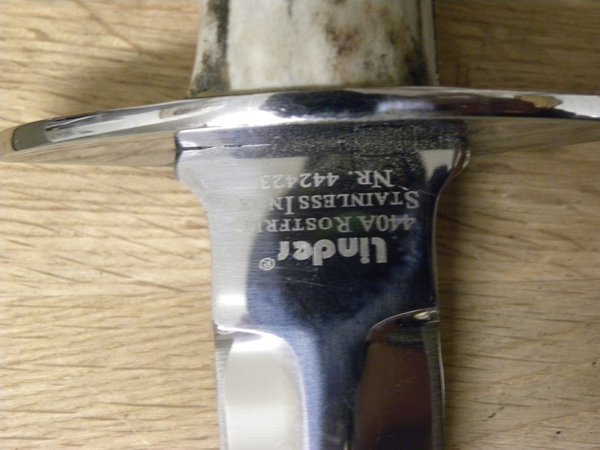 Linder®
440A ROSTFREI
STAINLESS INOX
NR. 442423